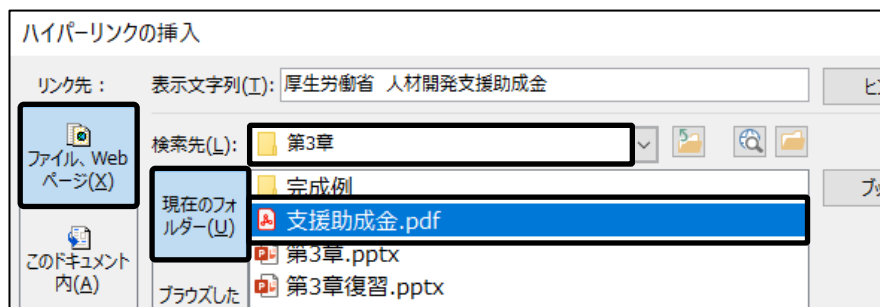 ハイパーリンクの挿入
リンク先：
表示文字列(T): 厚生労働省 人材開発支援助成金
ファイル、Web
ページ(X)
検索先(L): 第3章
現在のフォ
ルダー(U)
完成例
支援助成金.pdf
第3章.pptx
第3章復習.pptx
このドキュメント
内(A)
ブラウズした